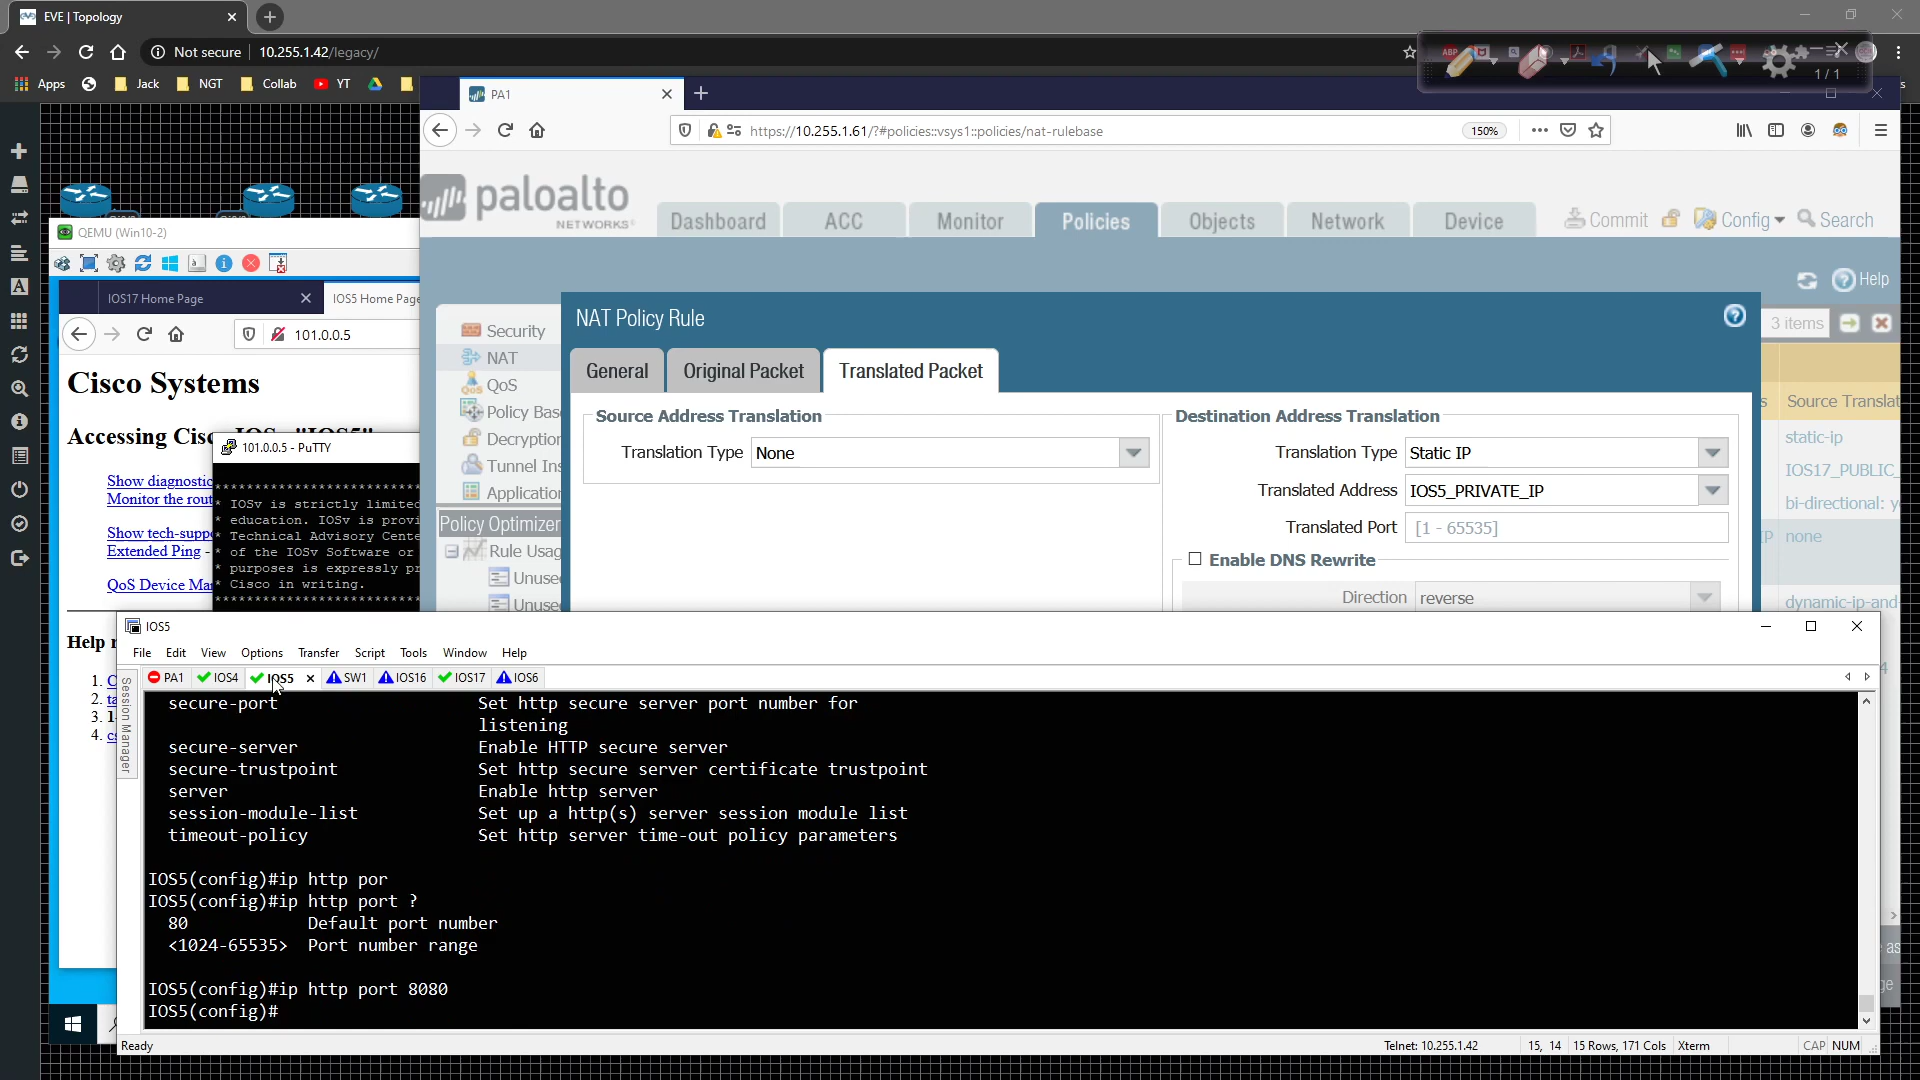 EVE | Topology
Not secure | 10.255.1.42/legacy/
Apps Jack NGT Collab YT
ABP
1 / 1
PA1
https://10.255.1.61/?#policies::vsys1::policies/nat-rulebase 150%
paloalto
NETWORKS
Dashboard ACC Monitor Policies Objects Network Device Commit Config Search
Help
QEMU (Win10-2)
IOS17 Home Page IOS5 Home Page
101.0.0.5
Cisco Systems
Show diagnostic
Monitor the rout
Show tech-suppo
Extended Ping -
QoS Device Ma
Help r
1.
2.
3.
4.
101.0.0.5 - PuTTY
* IOSv is strictly limited
* education. IOSv is provi
* Technical Advisory Cente
* of the IOSv Software or
* purposes is expressly pr
* Cisco in writing.
Security
NAT
QoS
Policy Bas
Decryption
Tunnel Ins
Application
Policy Optimizer
Rule Usag
Unuse
Unuse
3 items
Source Translat
static-ip
IOS17_PUBLIC_
bi-directional: y
none
dynamic-ip-and
NAT Policy Rule
General Original Packet Translated Packet
Source Address Translation
Translation Type None
Destination Address Translation
Translation Type Static IP
Translated Address IOS5_PRIVATE_IP
Translated Port [1 - 65535]
Enable DNS Rewrite
Direction reverse
IOS5
File Edit View Options Transfer Script Tools Window Help
PA1 IOS4 IOS5 SW1 IOS16 IOS17 IOS6
Session Manager
secure-port Set http secure server port number for
listening
secure-server Enable HTTP secure server
secure-trustpoint Set http secure server certificate trustpoint
server Enable http server
session-module-list Set up a http(s) server session module list
timeout-policy Set http server time-out policy parameters
IOS5(config)#ip http por
IOS5(config)#ip http port ?
80 Default port number
<1024-65535> Port number range
IOS5(config)#ip http port 8080
IOS5(config)#
Ready Telnet: 10.255.1.42 15, 14 15 Rows, 171 Cols Xterm CAP NUM